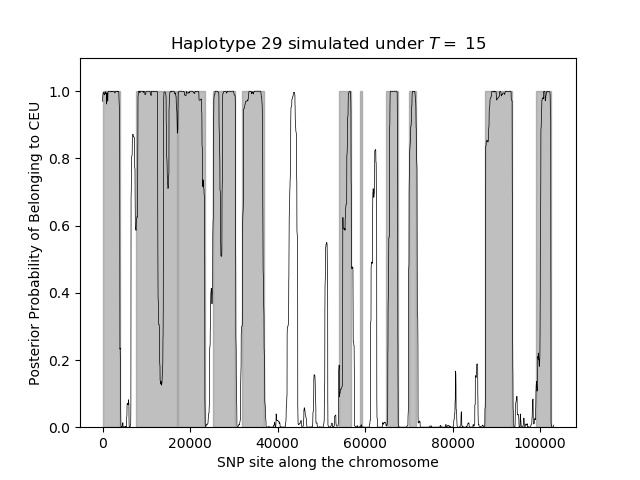 Haplotype 29 simulated under T = 15
Posterior Probability of Belonging to CEU
1.0
0.8
0.6
0.4
0.2
0.0
0 20000 40000 60000 80000 100000
SNP site along the chromosome